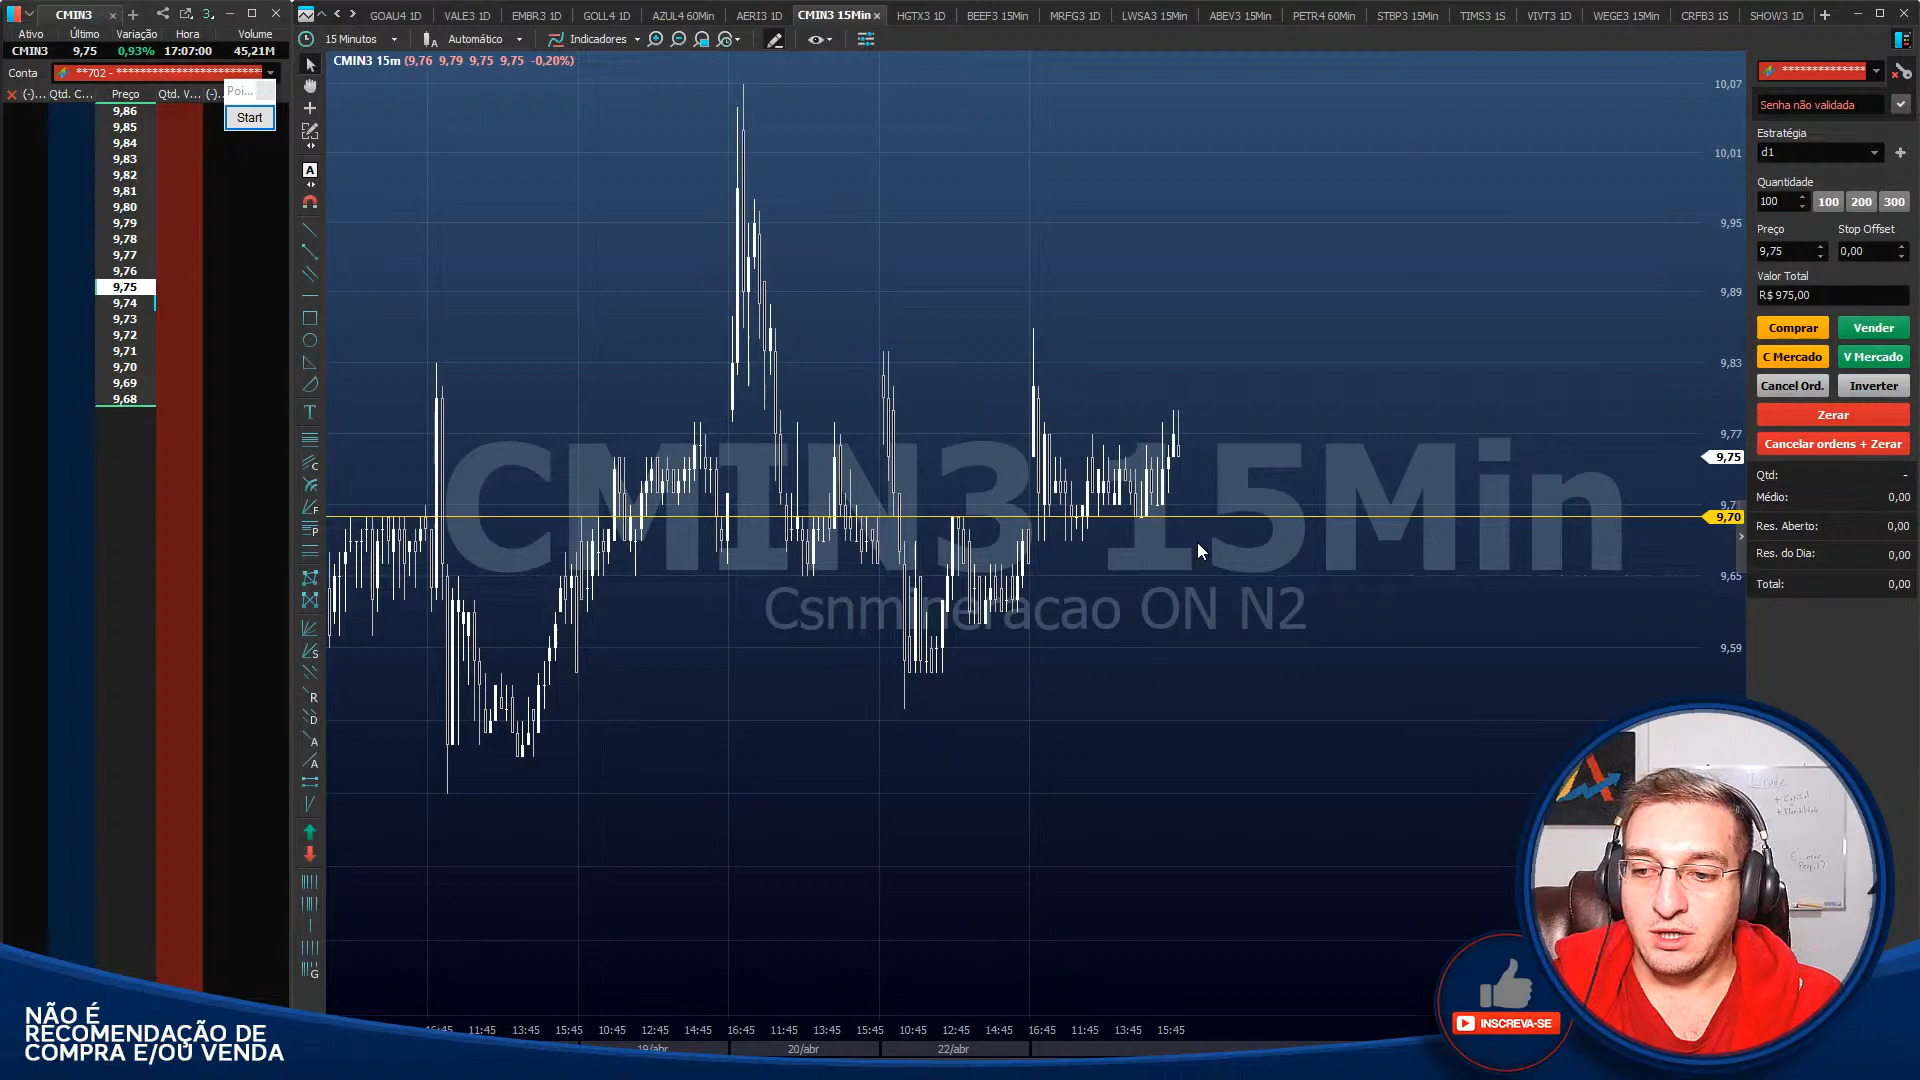 CMIN3
3
GOAU4 1D
VALE3 1D
EMBR3 1D
GOLL4 1D
AZUL4 60Min
AERI3 1D
CMIN3 15Min
HGTX3 1D
BEEF3 15Min
MRFG3 1D
LWSA3 15Min
ABEV3 15Min
PETR4 60Min
STBP3 15Min
TIMS3 1S
VIVT3 1D
WEGE3 15Min
CRFB3 1S
SHOW3 1D
Ativo Último Variação Hora Volume
CMIN3 9,75 0,93% 17:07:00 45,21M
15 Minutos
Automático
Indicadores
Conta **702 - **************************
(-)... Qtd. C... Preço Qtd. V... (-)...
Poi...
Start
9,86
9,85
9,84
9,83
9,82
9,81
9,80
9,79
9,78
9,77
9,76
9,75
9,74
9,73
9,72
9,71
9,70
9,69
9,68
CMIN3 15m (9,76 9,79 9,75 9,75 -0,20%)
CMIN3 15Min
Csnmineracao ON N2
10,07
10,01
9,95
9,89
9,83
9,77
9,75
9,70
9,65
9,59
11:45
13:45
15:45
10:45
12:45
14:45
16:45
11:45
13:45
15:45
10:45
12:45
14:45
16:45
11:45
13:45
15:45
19/abr
20/abr
22/abr
***************
Senha não validada
Estratégia
d1
Quantidade
100 100 200 300
Preço Stop Offset
9,75 0,00
Valor Total
R$ 975,00
Comprar Vender
C Mercado V Mercado
Cancel Ord. Inverter
Zerar
Cancelar ordens + Zerar
Qtd: -
Médio: 0,00
Res. Aberto: 0,00
Res. do Dia: 0,00
Total: 0,00
NÃO É
RECOMENDAÇÃO DE
COMPRA E/OU VENDA
INSCREVA-SE